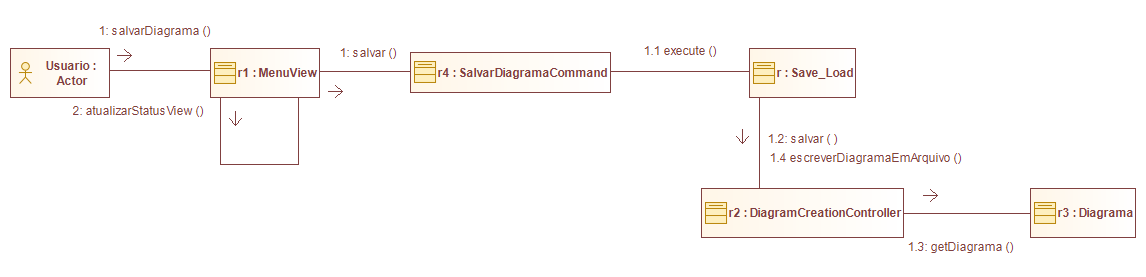 1: salvarDiagrama ()
Usuario :
Actor
r1 : MenuView
1: salvar ()
r4 : SalvarDiagramaCommand
1.1 execute ()
r : Save_Load
2: atualizarStatusView ()
1.2: salvar ( )
1.4 escreverDiagramaEmArquivo ()
r2 : DiagramCreationController
r3 : Diagrama
1.3: getDiagrama ()